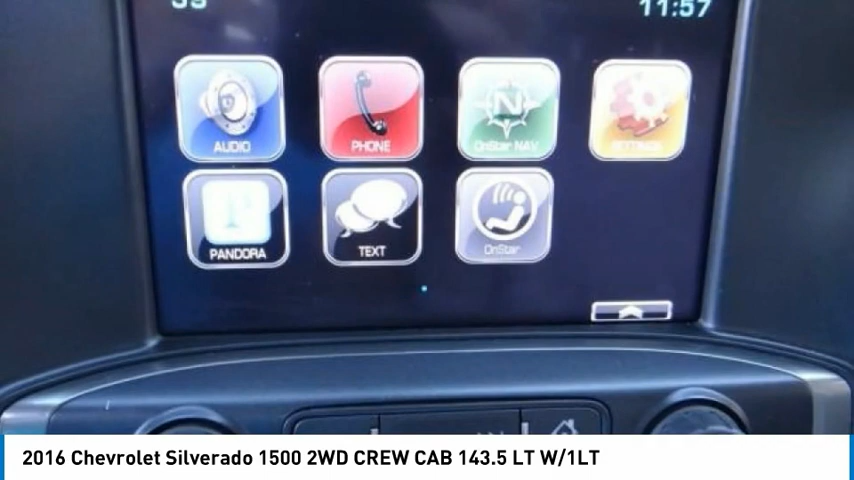 11:57
AUDIO PHONE OnStar NAV SETTINGS
PANDORA TEXT OnStar
2016 Chevrolet Silverado 1500 2WD CREW CAB 143.5 LT W/1LT